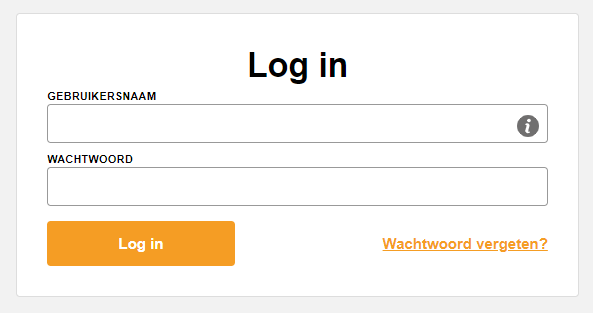 Log in
GEBRUIKERSNAAM
WACHTWOORD
Log in
Wachtwoord vergeten?